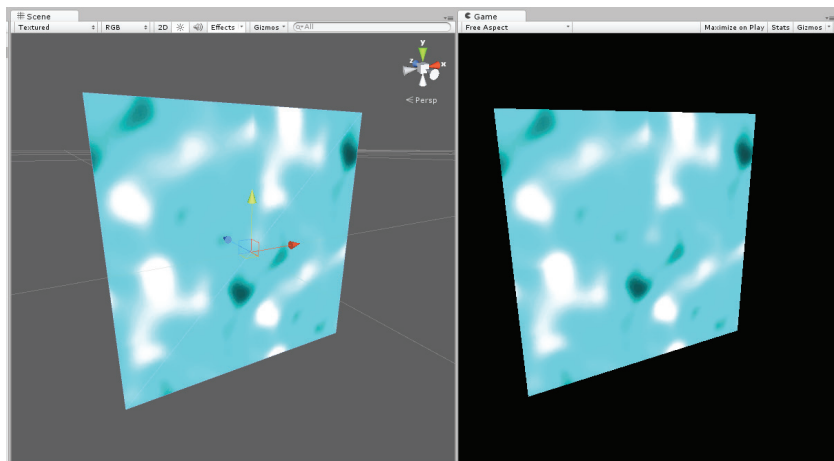 Scene
Textured RGB 2D Effects Gizmos All
y
z x
Persp
Game
Free Aspect Maximize on Play Stats Gizmos